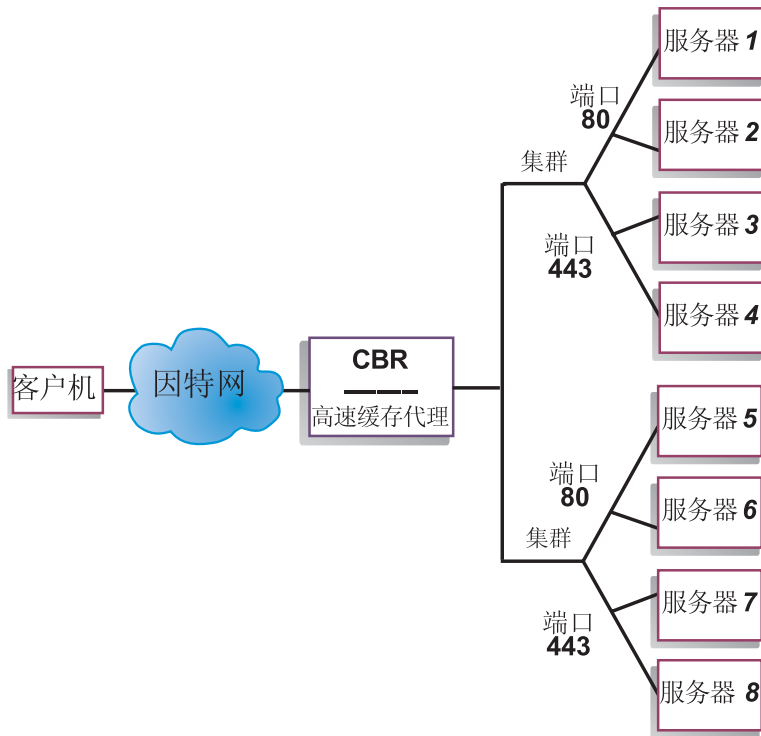 服务器 1
端口
80
服务器 2
集群
服务器 3
端口
443
服务器 4
客户机
因特网
CBR
高速缓存代理
服务器 5
端口
80
服务器 6
集群
服务器 7
端口
443
服务器 8